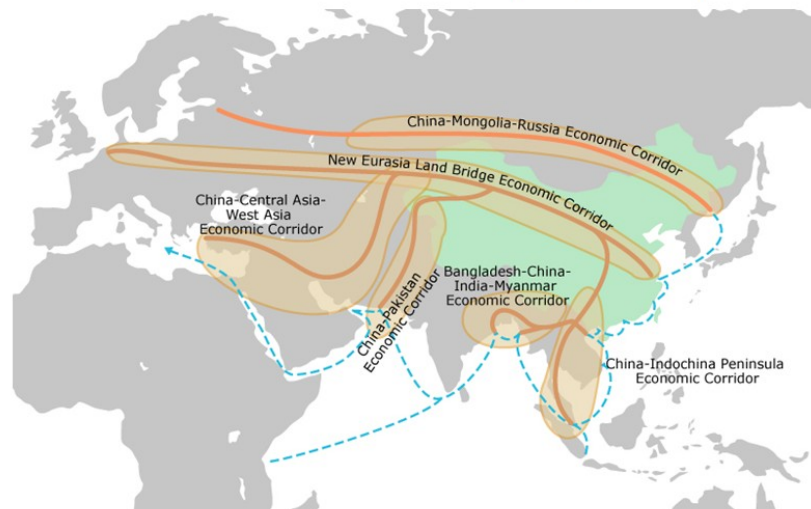 China-Mongolia-Russia Economic Corridor
New Eurasia Land Bridge Economic Corridor
China-Central Asia-
West Asia
Economic Corridor
China-Pakistan
Economic Corridor
Bangladesh-China-
India-Myanmar
Economic Corridor
China-Indochina Peninsula
Economic Corridor